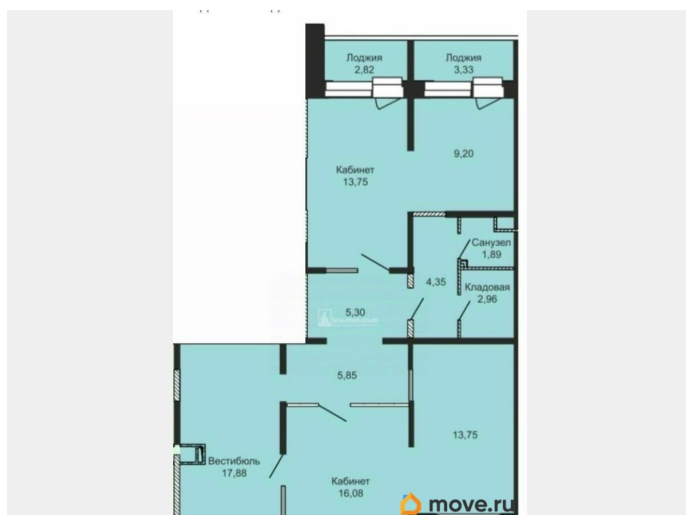 Лоджия
2,82
Лоджия
3,33
9,20
Кабинет
13,75
Санузел
1,89
4,35
Кладовая
2,96
5,30
5,85
13,75
Вестибюль
17,88
Кабинет
16,08
move.ru